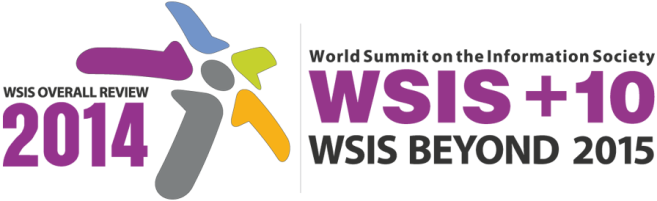 WSIS OVERALL REVIEW
2014
World Summit on the Information Society
WSIS +10
WSIS BEYOND 2015